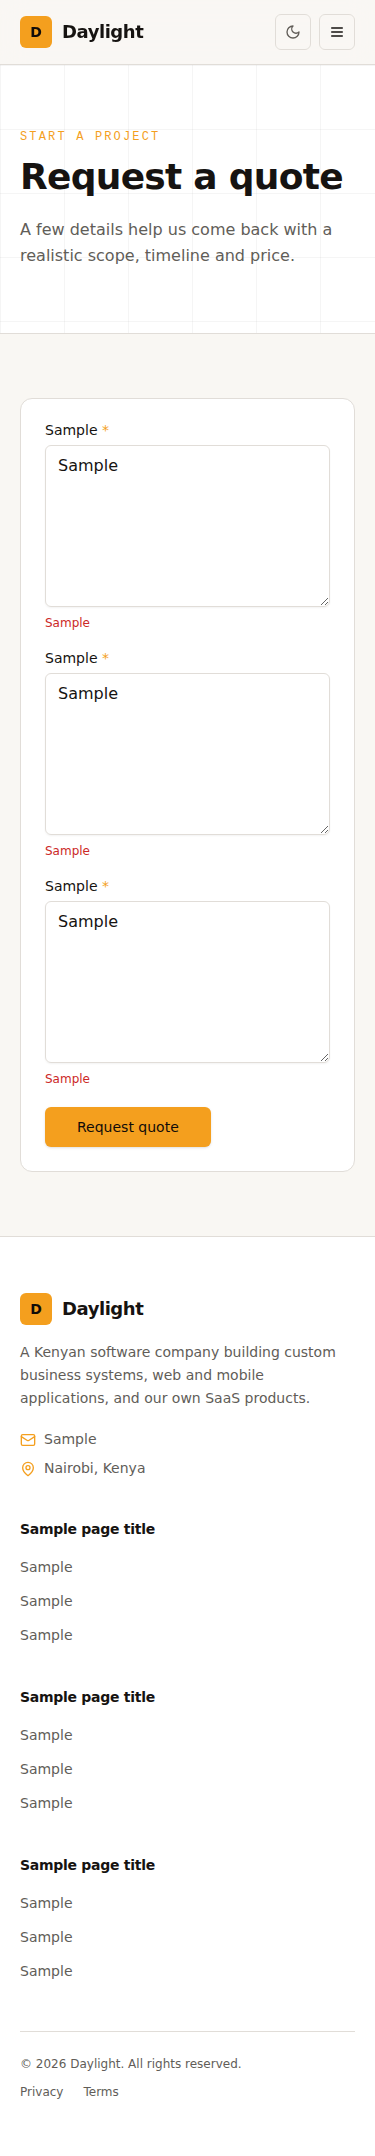 D Daylight
START A PROJECT
Request a quote
A few details help us come back with a
realistic scope, timeline and price.
Sample *
Sample
Sample
Sample *
Sample
Sample
Sample *
Sample
Sample
Request quote
D Daylight
A Kenyan software company building custom
business systems, web and mobile
applications, and our own SaaS products.
Sample
Nairobi, Kenya
Sample page title
Sample
Sample
Sample
Sample page title
Sample
Sample
Sample
Sample page title
Sample
Sample
Sample
© 2026 Daylight. All rights reserved.
Privacy Terms